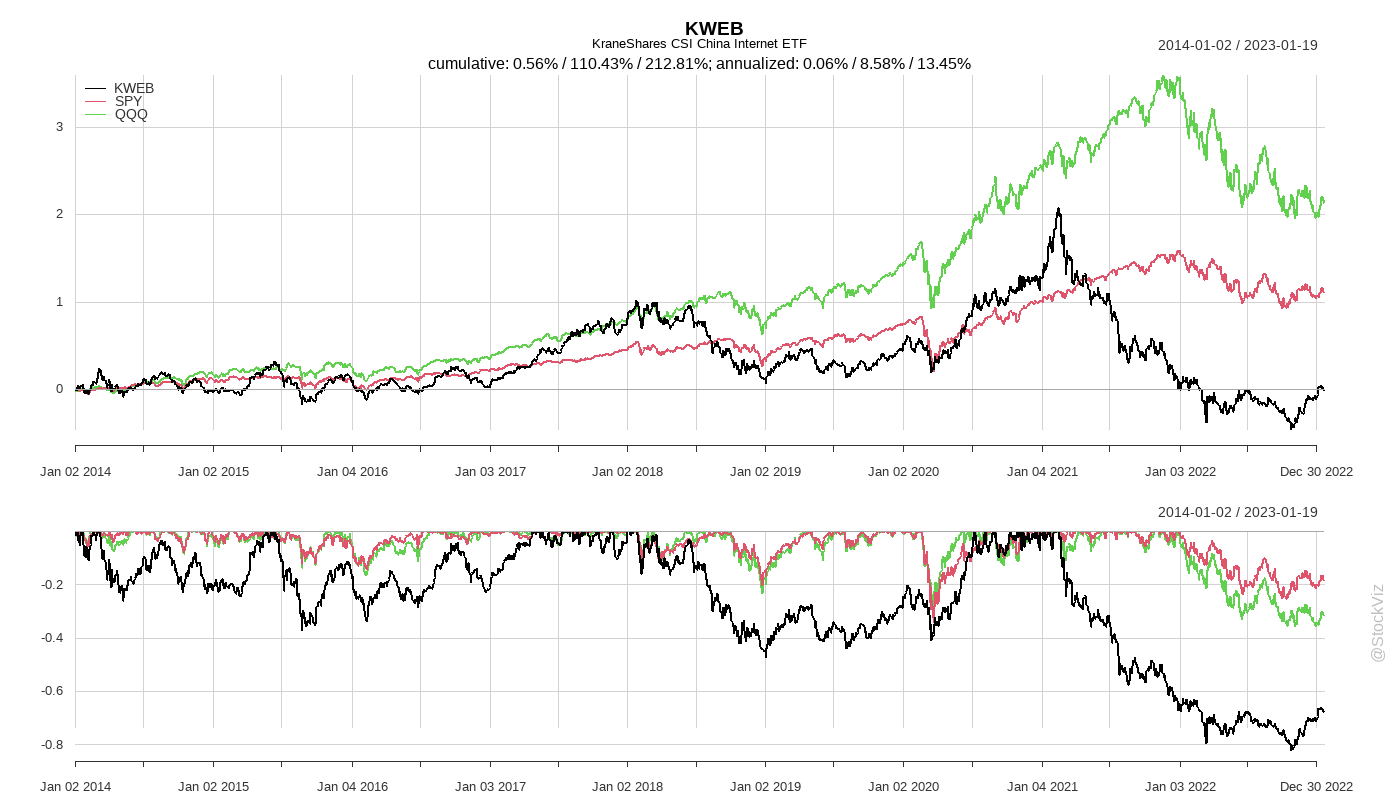 KWEB
KraneShares CSI China Internet ETF
2014-01-02 / 2023-01-19
cumulative: 0.56% / 110.43% / 212.81%; annualized: 0.06% / 8.58% / 13.45%
KWEB
SPY
QQQ
3
2
1
0
Jan 02 2014 Jan 02 2015 Jan 04 2016 Jan 03 2017 Jan 02 2018 Jan 02 2019 Jan 02 2020 Jan 04 2021 Jan 03 2022 Dec 30 2022
2014-01-02 / 2023-01-19
-0.2
-0.4
-0.6
-0.8
Jan 02 2014 Jan 02 2015 Jan 04 2016 Jan 03 2017 Jan 02 2018 Jan 02 2019 Jan 02 2020 Jan 04 2021 Jan 03 2022 Dec 30 2022
@StockViz